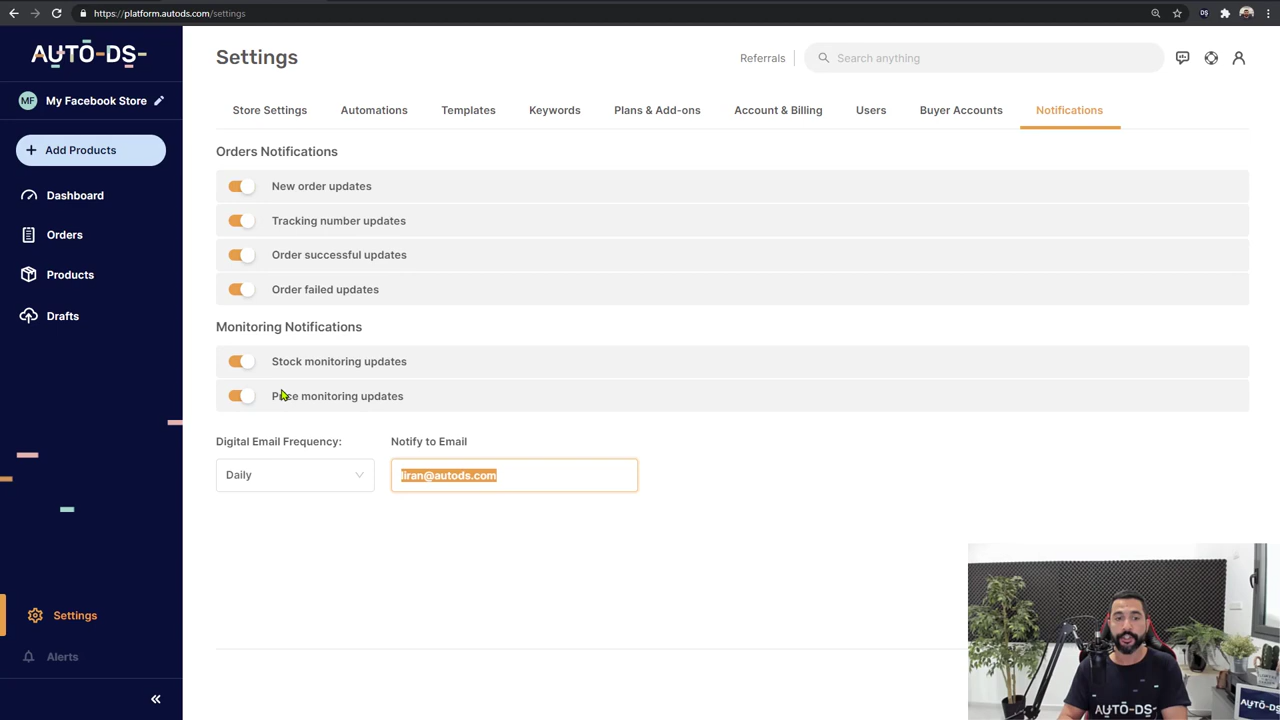 https://platform.autods.com/settings
AUTO-DS
Settings
Referrals
Search anything
MF My Facebook Store
Store Settings
Automations
Templates
Keywords
Plans & Add-ons
Account & Billing
Users
Buyer Accounts
Notifications
+ Add Products
Dashboard
Orders
Products
Drafts
Settings
Alerts
Orders Notifications
New order updates
Tracking number updates
Order successful updates
Order failed updates
Monitoring Notifications
Stock monitoring updates
Price monitoring updates
Digital Email Frequency:
Notify to Email
Daily
liran@autods.com
AUTO-DS
AUTO-DS